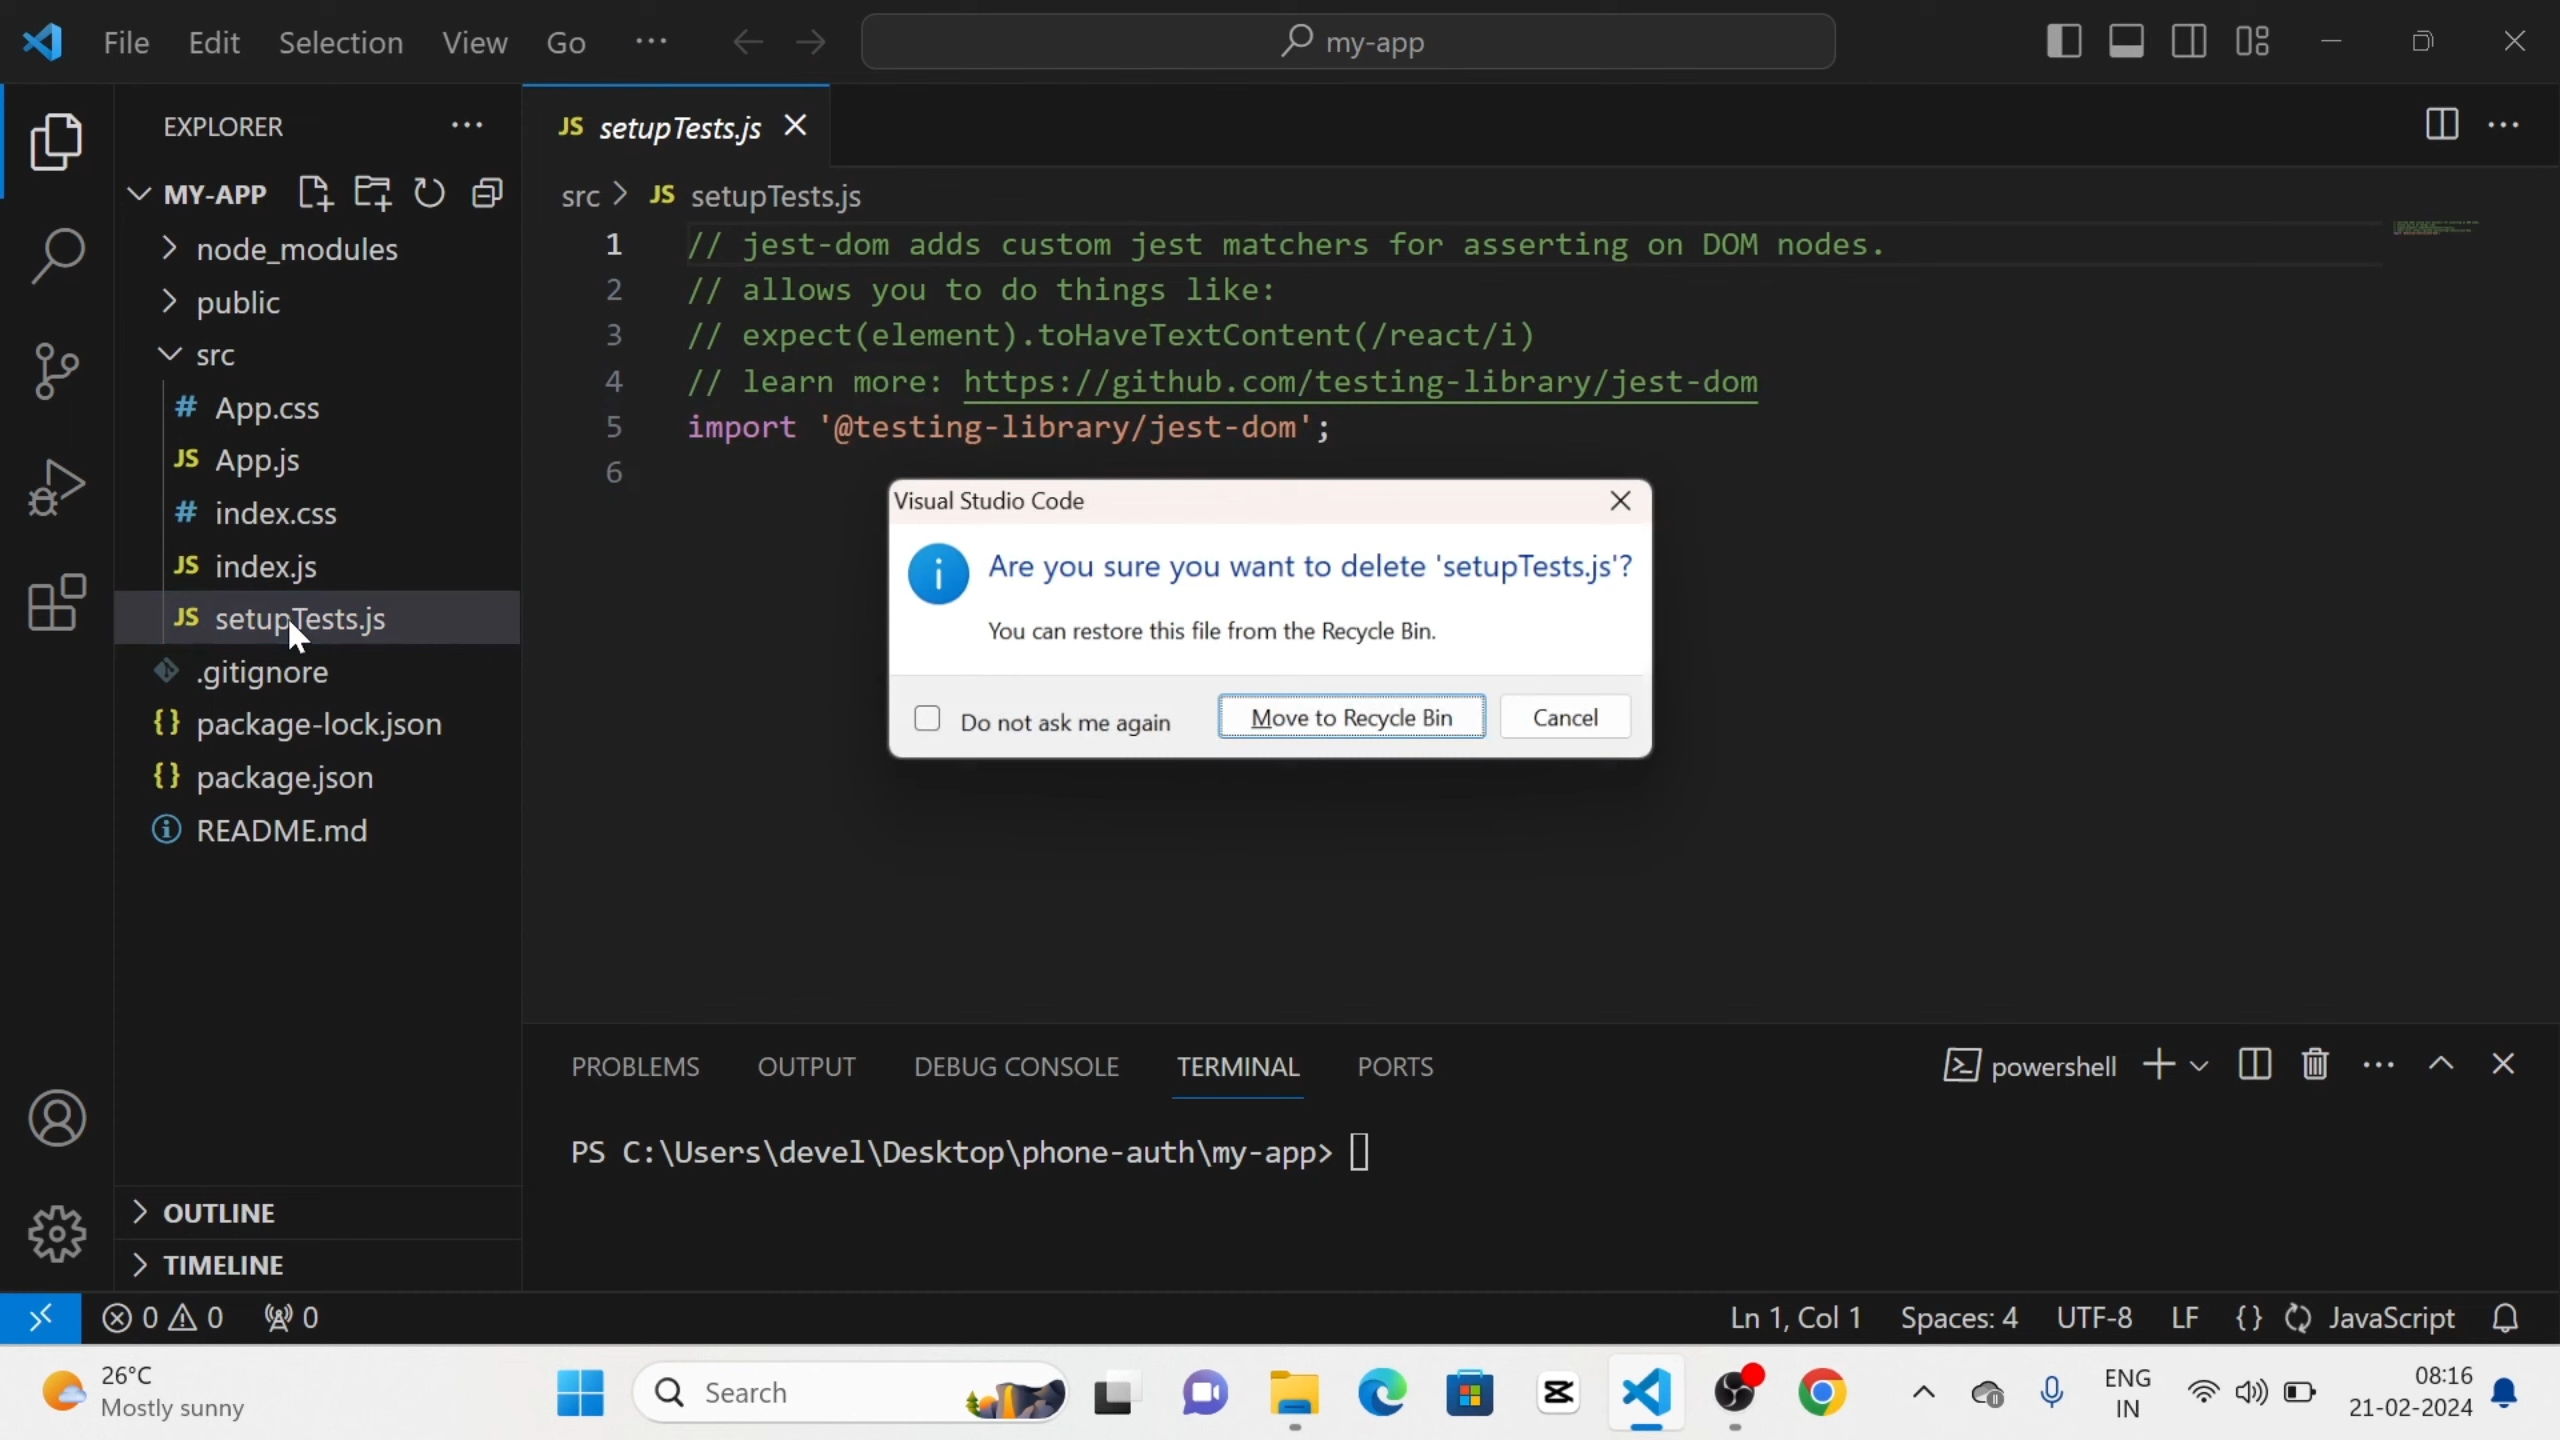 File Edit Selection View Go ··· my-app
EXPLORER
MY-APP
node_modules
public
src
# App.css
JS App.js
# index.css
JS index.js
JS setupTests.js
.gitignore
{} package-lock.json
{} package.json
README.md
OUTLINE
TIMELINE
JS setupTests.js
src > JS setupTests.js
1 // jest-dom adds custom jest matchers for asserting on DOM nodes.
2 // allows you to do things like:
3 // expect(element).toHaveTextContent(/react/i)
4 // learn more: https://github.com/testing-library/jest-dom
5 import '@testing-library/jest-dom';
6
Visual Studio Code
Are you sure you want to delete 'setupTests.js'?
You can restore this file from the Recycle Bin.
Do not ask me again Move to Recycle Bin Cancel
PROBLEMS OUTPUT DEBUG CONSOLE TERMINAL PORTS powershell
PS C:\Users\devel\Desktop\phone-auth\my-app>
0 0 0 Ln 1, Col 1 Spaces: 4 UTF-8 LF {} JavaScript
26°C
Mostly sunny
Search
ENG
IN
08:16
21-02-2024